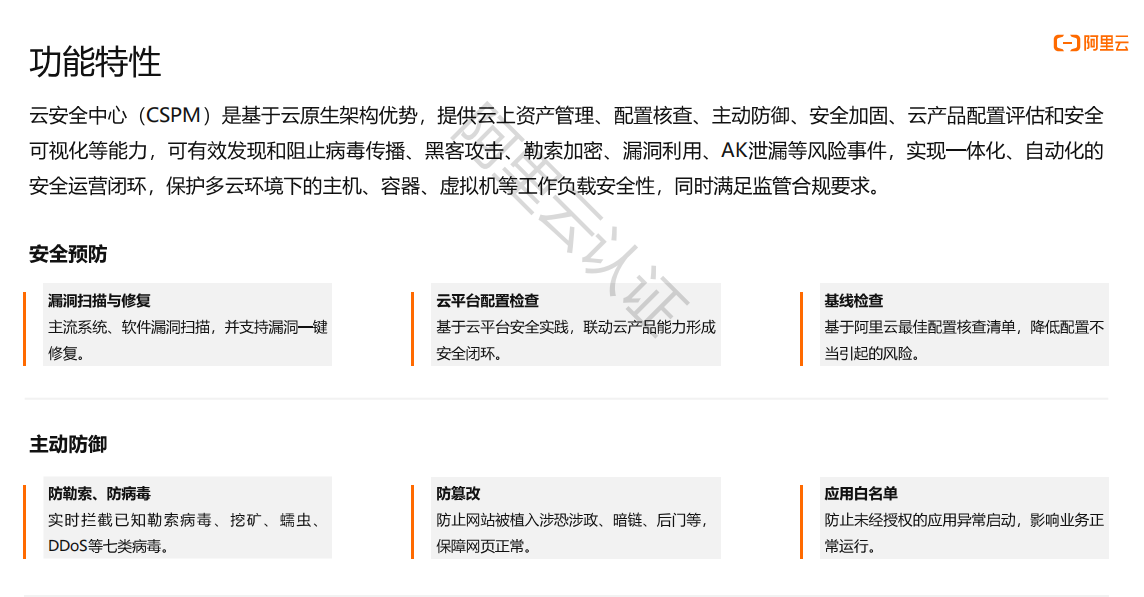 阿里云
功能特性
云安全中心（CSPM）是基于云原生架构优势，提供云上资产管理、配置核查、主动防御、安全加固、云产品配置评估和安全
可视化等能力，可有效发现和阻止病毒传播、黑客攻击、勒索加密、漏洞利用、AK泄漏等风险事件，实现一体化、自动化的
安全运营闭环，保护多云环境下的主机、容器、虚拟机等工作负载安全性，同时满足监管合规要求。
阿里云认证
安全预防
漏洞扫描与修复
主流系统、软件漏洞扫描，并支持漏洞一键
修复。
云平台配置检查
基于云平台安全实践，联动云产品能力形成
安全闭环。
基线检查
基于阿里云最佳配置核查清单，降低配置不
当引起的风险。
主动防御
防勒索、防病毒
实时拦截已知勒索病毒、挖矿、蠕虫、
DDoS等七类病毒。
防篡改
防止网站被植入涉恐涉政、暗链、后门等，
保障网页正常。
应用白名单
防止未经授权的应用异常启动，影响业务正
常运行。